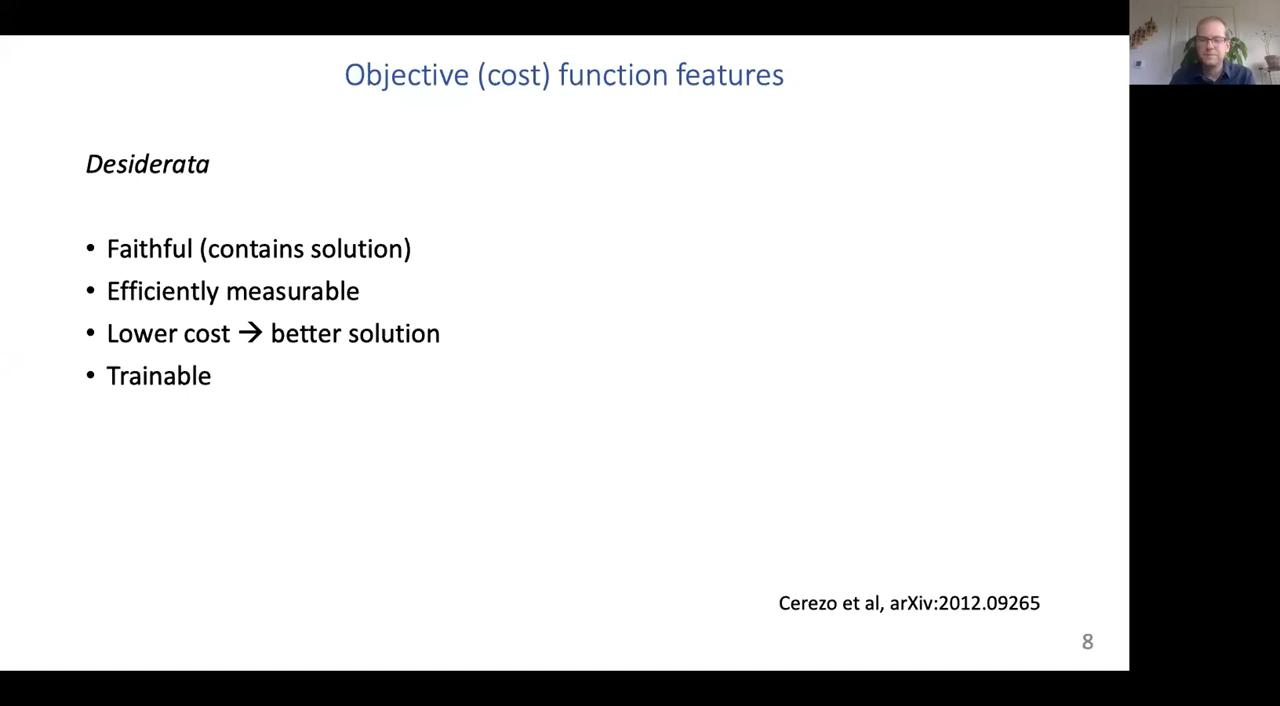 Objective (cost) function features
Desiderata
• Faithful (contains solution)
• Efficiently measurable
• Lower cost → better solution
• Trainable
Cerezo et al, arXiv:2012.09265
8